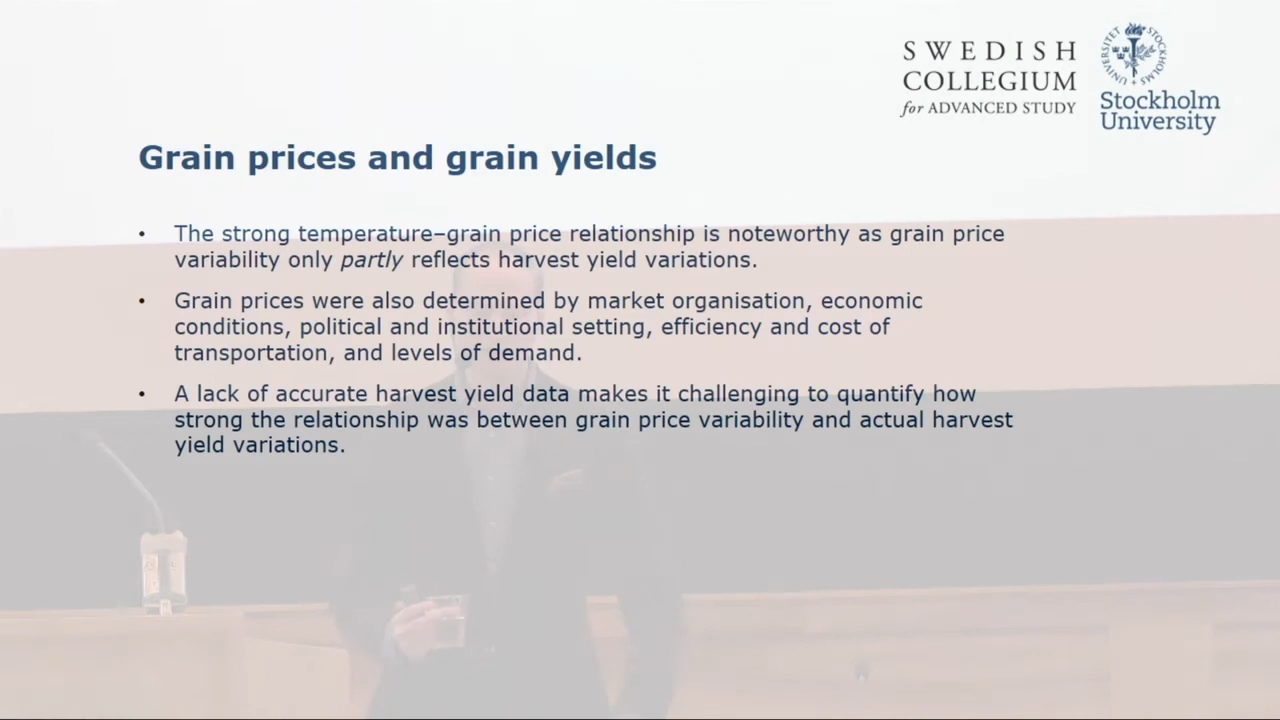 SWEDISH
COLLEGIUM
for ADVANCED STUDY
STOCKHOLMS UNIVERSITET
Stockholm
University
Grain prices and grain yields
• The strong temperature–grain price relationship is noteworthy as grain price
variability only partly reflects harvest yield variations.
• Grain prices were also determined by market organisation, economic
conditions, political and institutional setting, efficiency and cost of
transportation, and levels of demand.
• A lack of accurate harvest yield data makes it challenging to quantify how
strong the relationship was between grain price variability and actual harvest
yield variations.